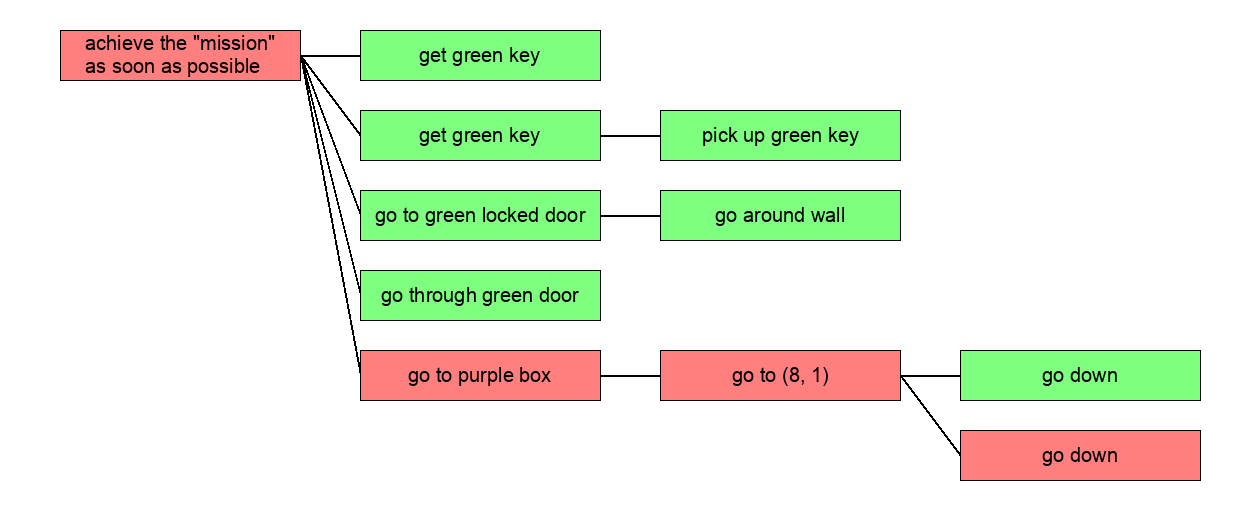 achieve the "mission"
as soon as possible
get green key
get green key
pick up green key
go to green locked door
go around wall
go through green door
go to purple box
go to (8, 1)
go down
go down